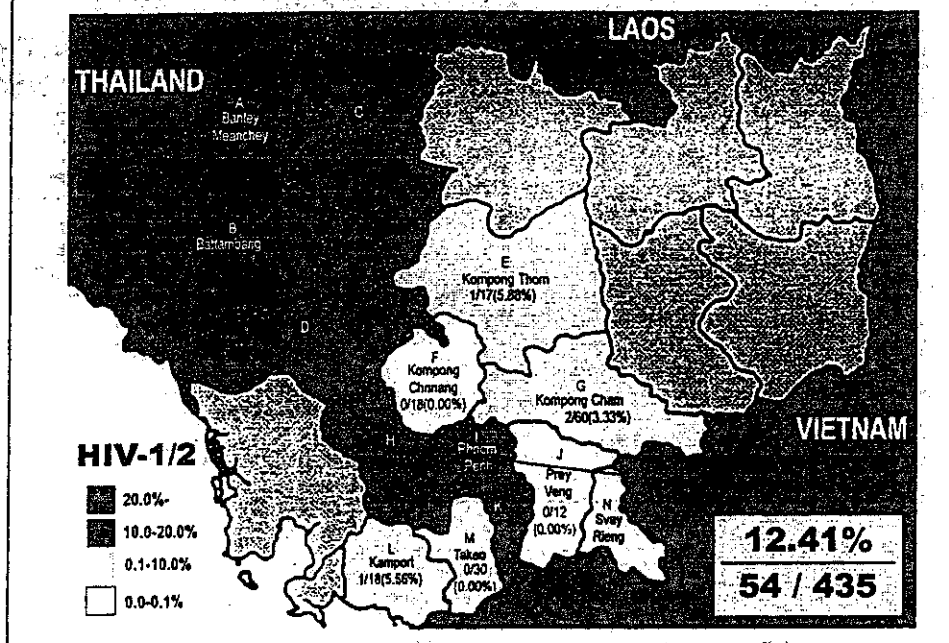 LAOS
THAILAND
A
Bantey
Meanchey
C
B
Battambang
E
Kompong Thom
1/17(5.88%)
D
F
Kompong
Chnnang
0/18(0.00%)
G
Kompong Cham
2/60(3.33%)
VIETNAM
H
I
Phnom
Penh
J
Prey
Veng
0/12
(0.00%)
N
Svay
Rieng
L
Kamport
1/18(5.56%)
M
Takeo
0/30
(0.00%)
HIV-1/2
20.0%-
10.0-20.0%
0.1-10.0%
0.0-0.1%
12.41%
54 / 435